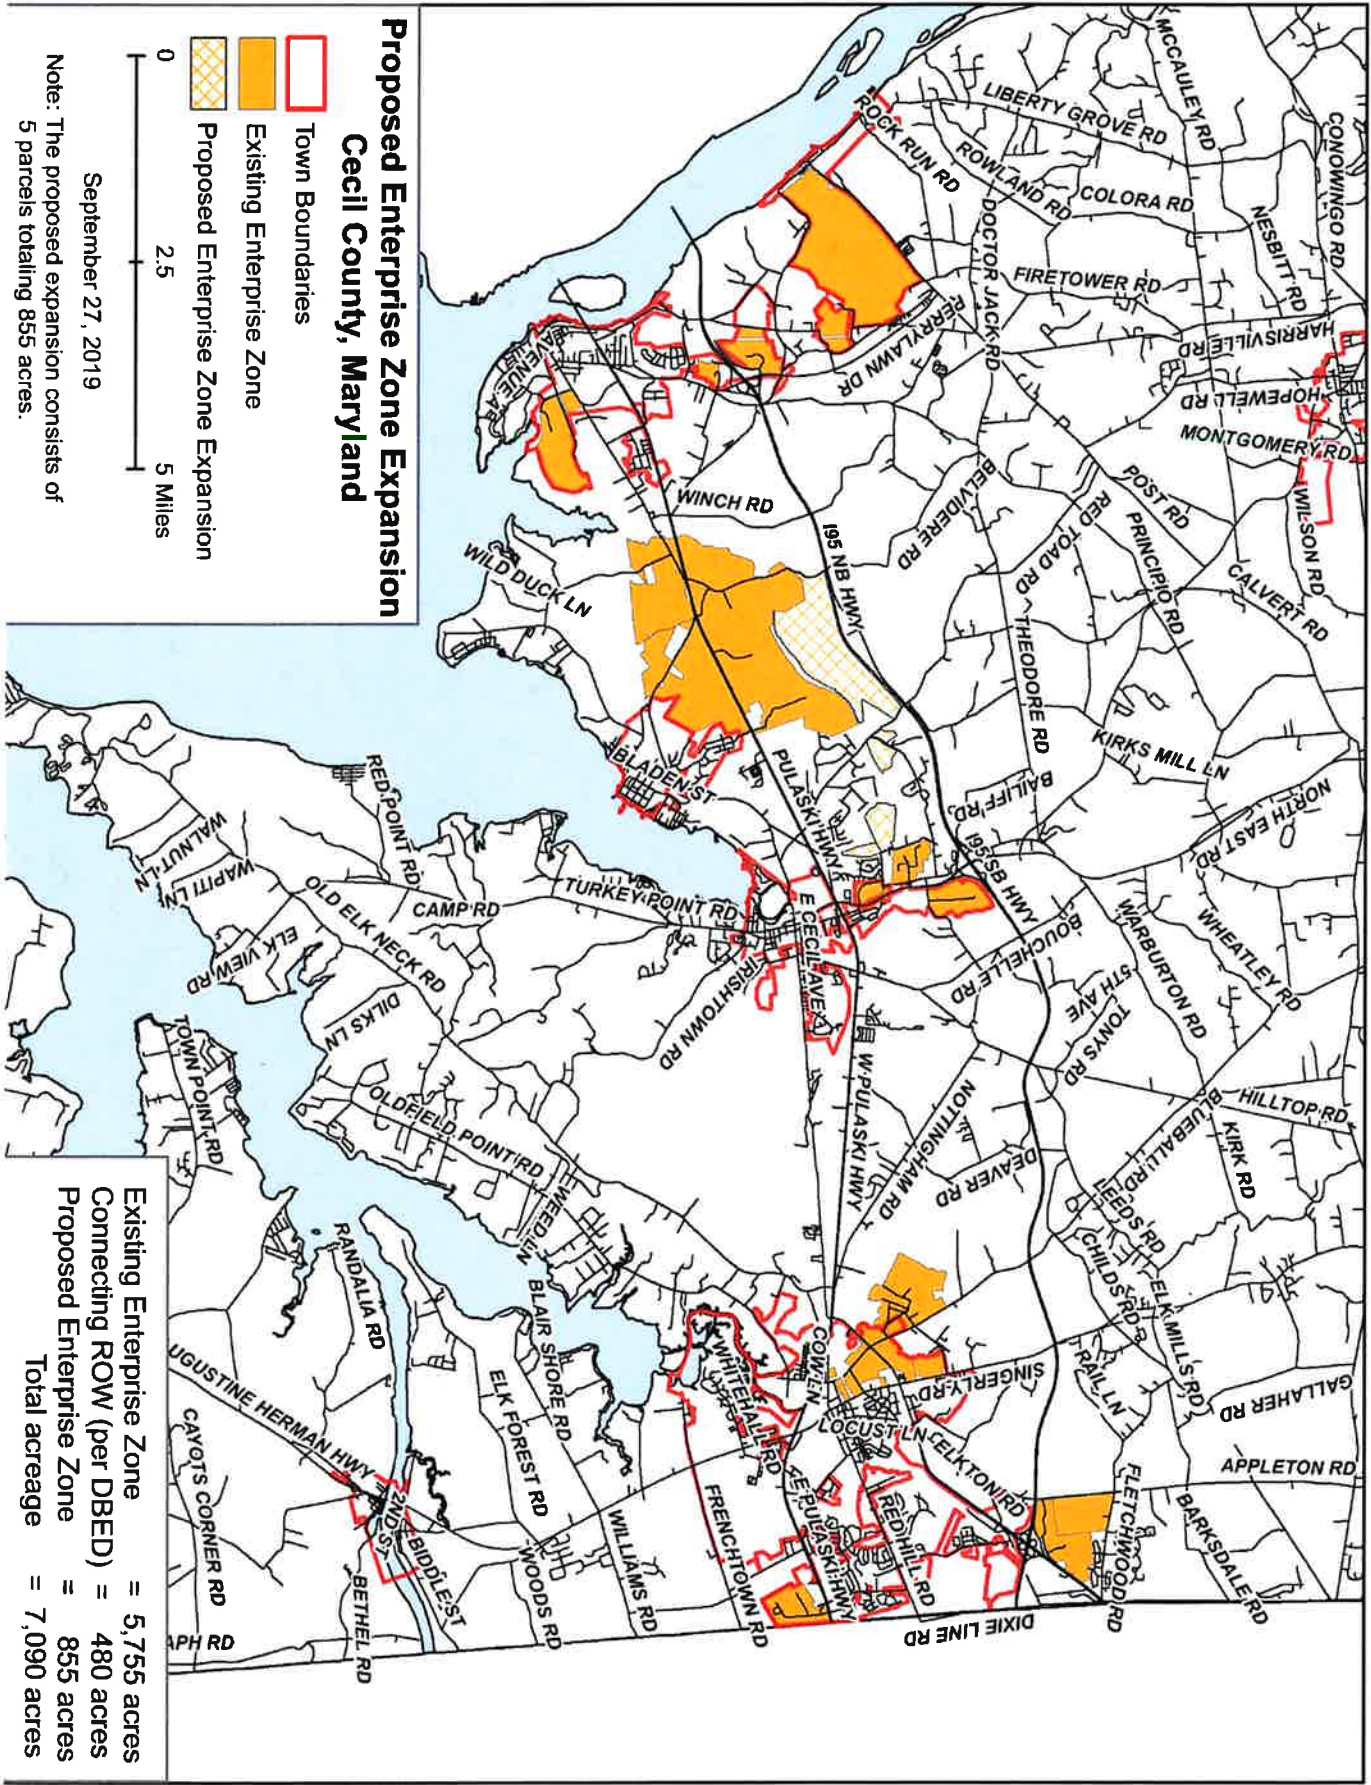 Proposed Enterprise Zone Expansion
Cecil County, Maryland
Town Boundaries
Existing Enterprise Zone
Proposed Enterprise Zone Expansion
0 2.5 5 Miles
September 27, 2019
Note: The proposed expansion consists of
5 parcels totaling 855 acres.
MCCAULEY RD
LIBERTY GROVE RD
CONOWINGO RD
ROCK RUN RD
ROWLAND RD
COLORA RD
NESBITT RD
DOCTOR JACK RD
FIRETOWER RD
HARRISVILLE RD
PERRYLAWN DR
HOPEWELL RD
MONTGOMERY RD
AVENUE A
WINCH RD
BELVIDERE RD
POST RD
WILSON RD
RED TOAD RD
PRINCIPIO RD
I95 NB HWY
CALVERT RD
WILD DUCK LN
THEODORE RD
KIRKS MILL LN
BLADEN ST
PULASKI HWY
BAILIFF RD
NORTH EAST RD
RED POINT RD
I95 SB HWY
WALNUT LN
WAPITI LN
OLD ELK NECK RD
CAMP RD
TURKEY POINT RD
E CECIL AVE
BOUCHELLE RD
WARBURTON RD
WHEATLEY RD
ELK VIEW RD
IRISHTOWN RD
5TH AVE
TONYS RD
DILKS LN
TOWN POINT RD
OLDFIELD POINT RD
W PULASKI HWY
NOTTINGHAM RD
BLUEBALL RD
HILLTOP RD
KIRK RD
DEAVER RD
WEED LN
LEEDS RD
CHILDS RD
ELK MILLS RD
RANDALIA RD
BLAIR SHORE RD
COW LN
SINGERLY RD
RAIL LN
GALLAHER RD
WHITEHALL RD
LOCUST LN
UGUSTINE HERMAN HWY
ELK FOREST RD
ELKTON RD
APPLETON RD
CAYOTS CORNER RD
2ND ST
BIDDLE ST
WOODS RD
WILLIAMS RD
FRENCHTOWN RD
E PULASKI HWY
REDHILL RD
FLETCHWOOD RD
BARKSDALE RD
BETHEL RD
DIXIE LINE RD
APH RD
Existing Enterprise Zone = 5,755 acres
Connecting ROW (per DBED) = 480 acres
Proposed Enterprise Zone = 855 acres
Total acreage = 7,090 acres